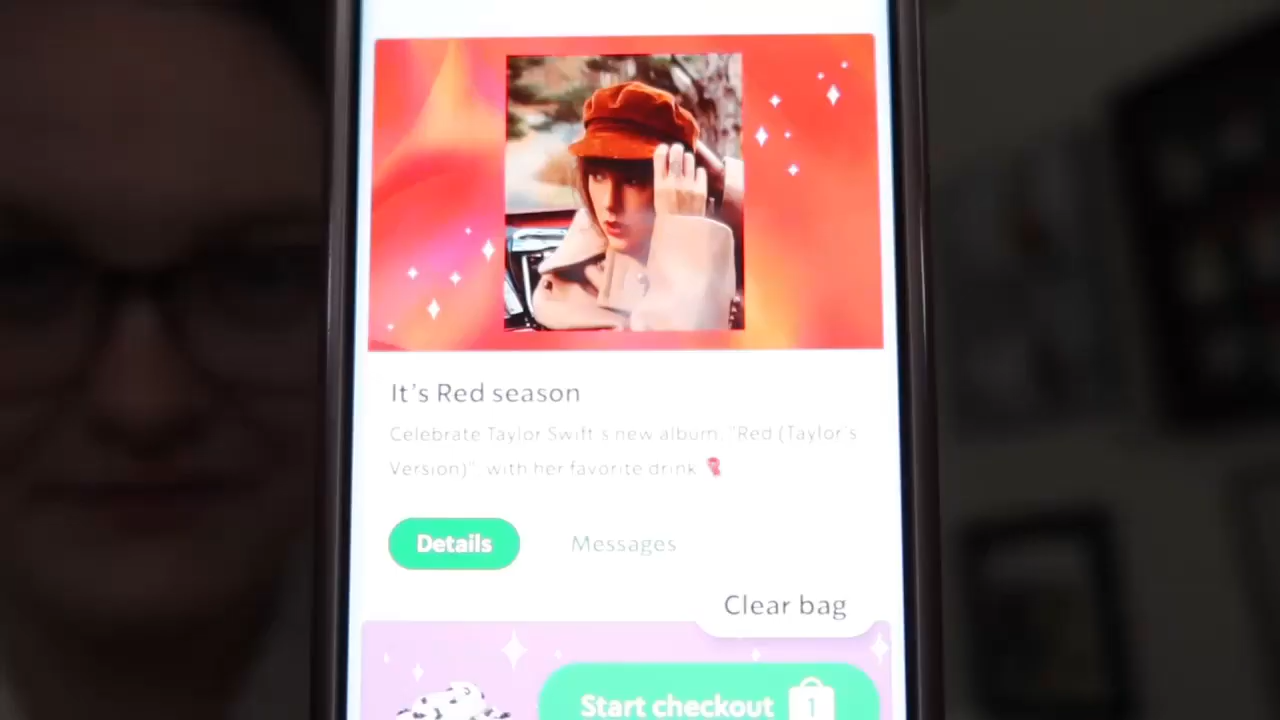 It's Red season
Celebrate Taylor Swift's new album, "Red (Taylor's
Version)", with her favorite drink
Details
Messages
Clear bag
Start checkout
1